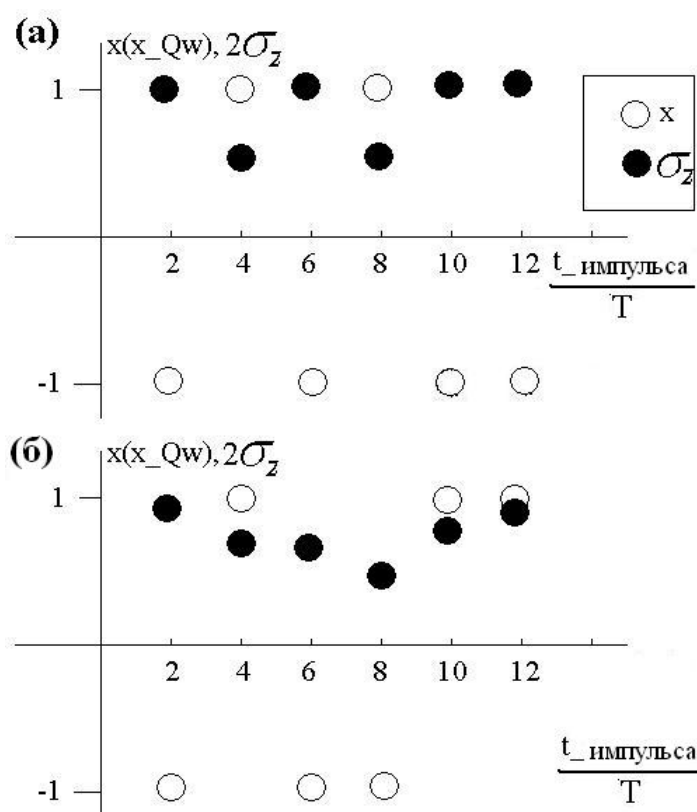 (а)
x(x_Qw), 2σz
1
x
σz
2 4 6 8 10 12
t_импульса
T
-1
(б)
x(x_Qw), 2σz
1
2 4 6 8 10 12
t_импульса
T
-1